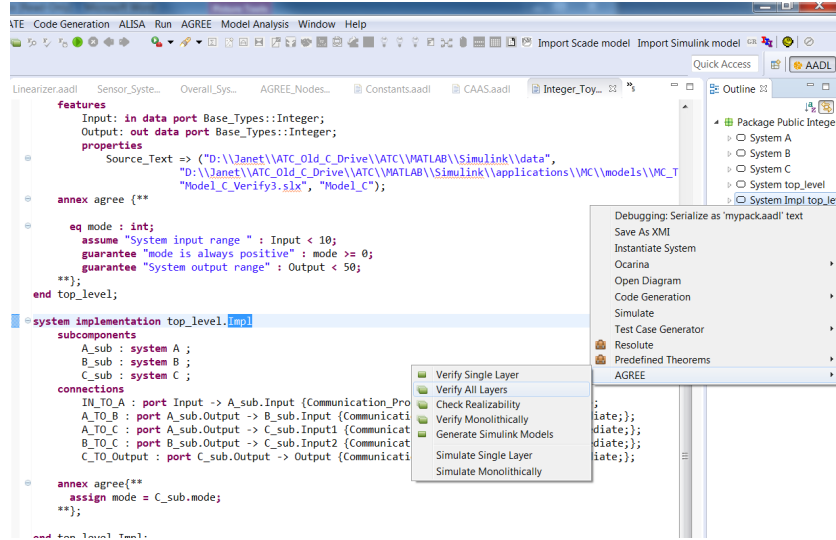 ATE Code Generation ALISA Run AGREE Model Analysis Window Help
Import Scade model Import Simulink model GR
Quick Access AADL
Linearizer.aadl Sensor_Syste... Overall_Sys... AGREE_Nodes... Constants.aadl CAAS.aadl Integer_Toy... "5 Outline
features
Input: in data port Base_Types::Integer;
Output: out data port Base_Types::Integer;
properties
Source_Text => ("D:\\Janet\\ATC_Old_C_Drive\\ATC\\MATLAB\\Simulink\\data",
"D:\\Janet\\ATC_Old_C_Drive\\ATC\\MATLAB\\Simulink\\applications\\MC\\models\\MC_T
"Model_C_Verify3.slx", "Model_C");
annex agree {**
eq mode : int;
assume "System input range " : Input < 10;
guarantee "mode is always positive" : mode >= 0;
guarantee "System output range" : Output < 50;
**};
end top_level;
system implementation top_level.Impl
subcomponents
A_sub : system A ;
B_sub : system B ;
C_sub : system C ;
connections
IN_TO_A : port Input -> A_sub.Input {Communication_Pro ;
A_TO_B : port A_sub.Output -> B_sub.Input {Communicati diate;};
A_TO_C : port A_sub.Output -> C_sub.Input1 {Communicat ediate;};
B_TO_C : port B_sub.Output -> C_sub.Input2 {Communicat ediate;};
C_TO_Output : port C_sub.Output -> Output {Communicati iate;};
annex agree{**
assign mode = C_sub.mode;
**};
end top_level.Impl;
Package Public Intege
System A
System B
System C
System top_level
System Impl top_le
Debugging: Serialize as 'mypack.aadl' text
Save As XMI
Instantiate System
Ocarina
Open Diagram
Code Generation
Simulate
Test Case Generator
Resolute
Predefined Theorems
AGREE
Verify Single Layer
Verify All Layers
Check Realizability
Verify Monolithically
Generate Simulink Models
Simulate Single Layer
Simulate Monolithically